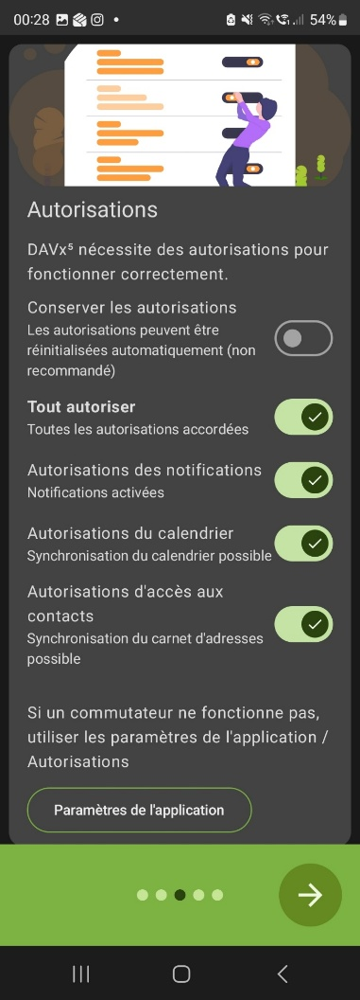 00:28
54%
Autorisations
DAVx⁵ nécessite des autorisations pour
fonctionner correctement.
Conserver les autorisations
Les autorisations peuvent être
réinitialisées automatiquement (non
recommandé)
Tout autoriser
Toutes les autorisations accordées
Autorisations des notifications
Notifications activées
Autorisations du calendrier
Synchronisation du calendrier possible
Autorisations d'accès aux
contacts
Synchronisation du carnet d'adresses
possible
Si un commutateur ne fonctionne pas,
utiliser les paramètres de l'application /
Autorisations
Paramètres de l'application